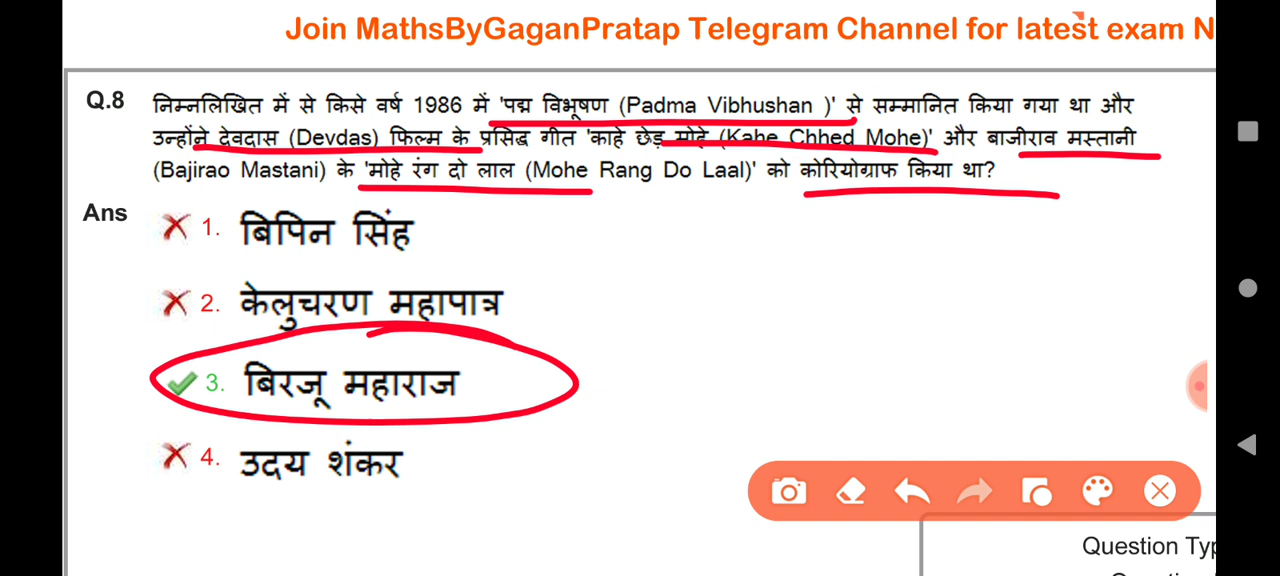 Join MathsByGaganPratap Telegram Channel for latest exam N
Q.8 निम्नलिखित में से किसे वर्ष 1986 में 'पद्म विभूषण (Padma Vibhushan )' से सम्मानित किया गया था और
उन्होंने देवदास (Devdas) फिल्म के प्रसिद्ध गीत 'काहे छेड़ मोहे (Kahe Chhed Mohe)' और बाजीराव मस्तानी
(Bajirao Mastani) के 'मोहे रंग दो लाल (Mohe Rang Do Laal)' को कोरियोग्राफ किया था?
Ans
1. बिपिन सिंह
2. केलुचरण महापात्र
3. बिरजू महाराज
4. उदय शंकर
Question Typ